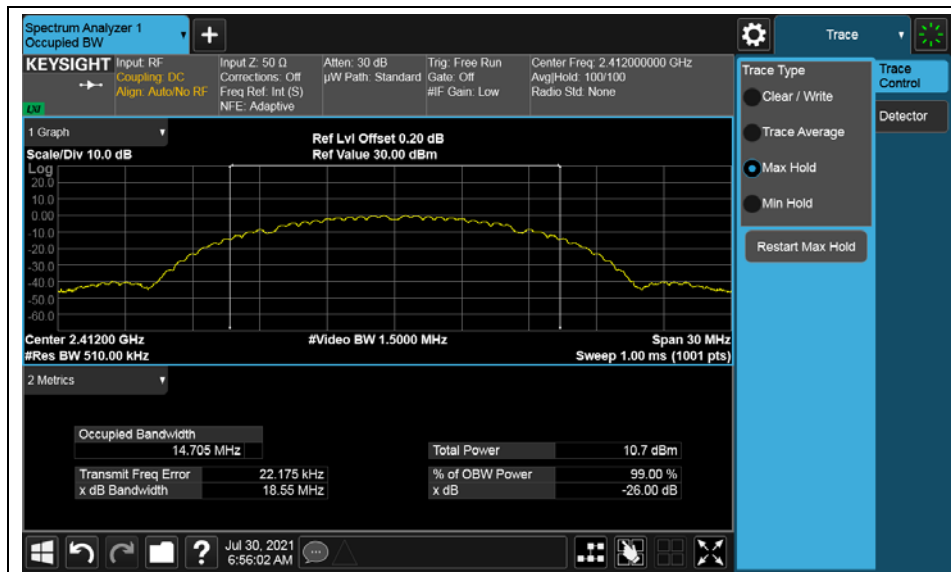 Spectrum Analyzer 1
Occupied BW
+
Trace
KEYSIGHT
Input: RF
Coupling: DC
Align: Auto/No RF
Input Z: 50 Ω
Corrections: Off
Freq Ref: Int (S)
NFE: Adaptive
Atten: 30 dB
µW Path: Standard
Trig: Free Run
Gate: Off
#IF Gain: Low
Center Freq: 2.412000000 GHz
Avg|Hold: 100/100
Radio Std: None
LXI
Trace Type
Clear / Write
Trace Average
Max Hold
Min Hold
Restart Max Hold
Trace
Control
Detector
1 Graph
Scale/Div 10.0 dB
Ref Lvl Offset 0.20 dB
Ref Value 30.00 dBm
Log
20.0
10.0
0.00
-10.0
-20.0
-30.0
-40.0
-50.0
-60.0
Center 2.41200 GHz
#Video BW 1.5000 MHz
Span 30 MHz
#Res BW 510.00 kHz
Sweep 1.00 ms (1001 pts)
2 Metrics
Occupied Bandwidth
14.705 MHz
Total Power 10.7 dBm
Transmit Freq Error 22.175 kHz
% of OBW Power 99.00 %
x dB Bandwidth 18.55 MHz
x dB -26.00 dB
?
Jul 30, 2021
6:56:02 AM